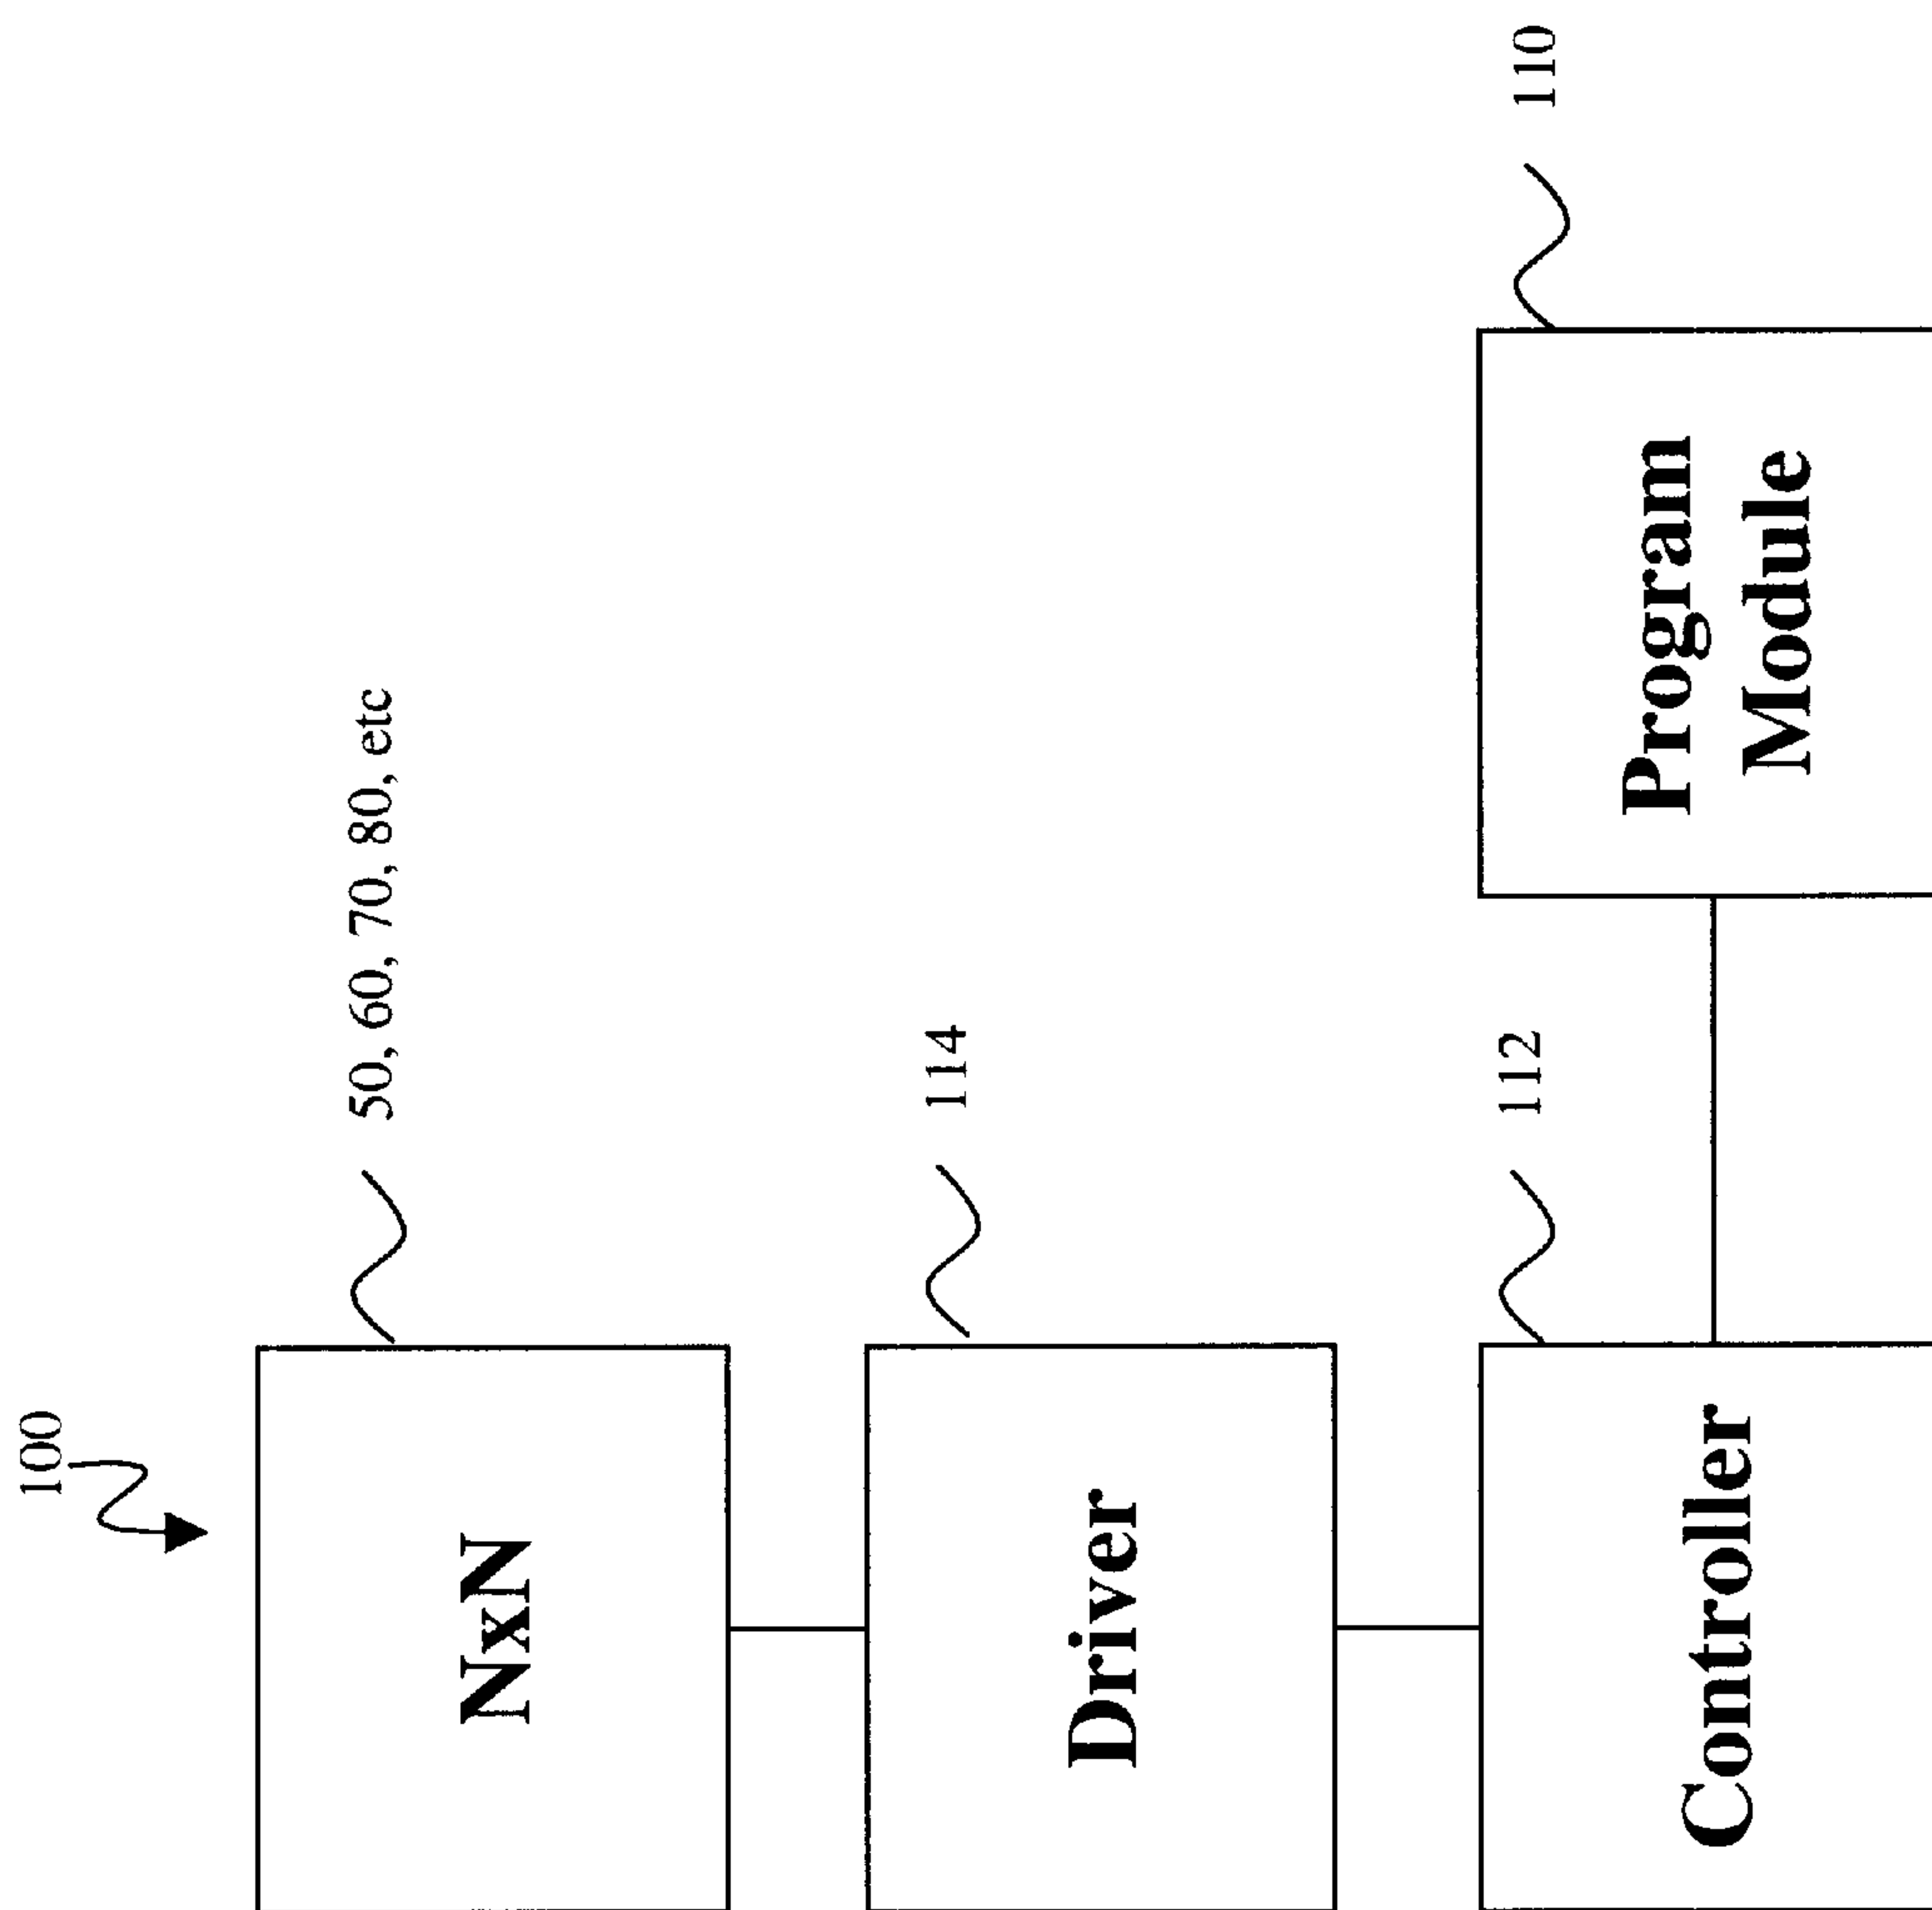 100
NxN
50, 60, 70, 80, etc
Driver
114
Controller
112
Program
Module
110